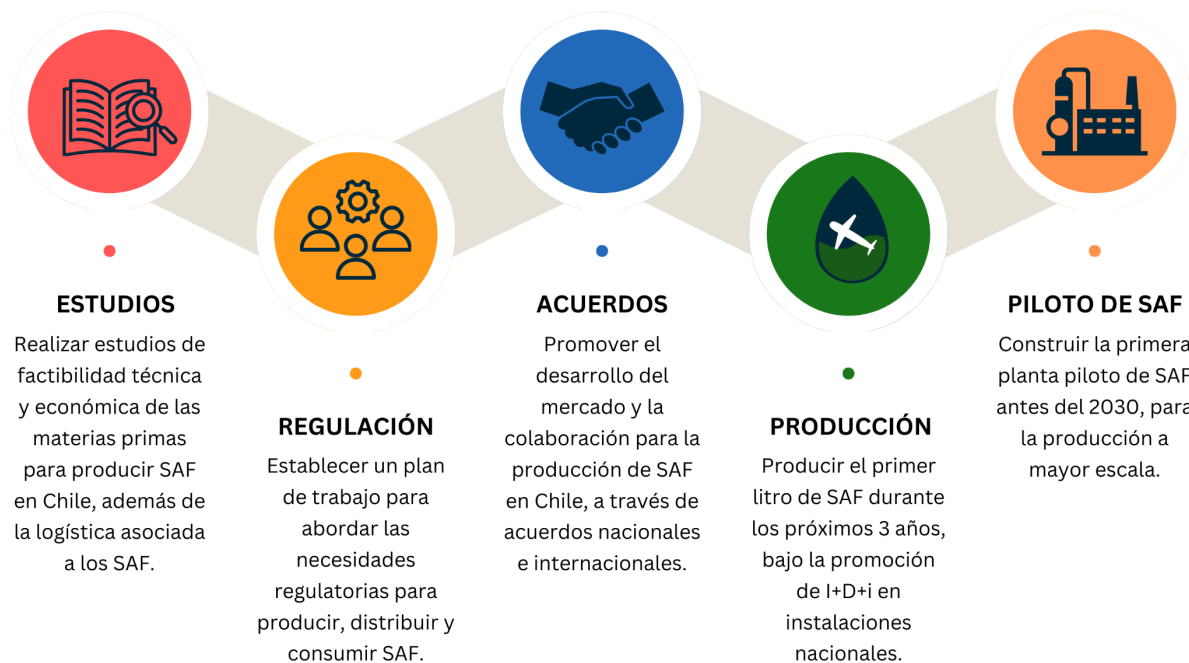 ESTUDIOS
Realizar estudios de
factibilidad técnica
y económica de las
materias primas
para producir SAF
en Chile, además de
la logística asociada
a los SAF.
REGULACIÓN
Establecer un plan
de trabajo para
abordar las
necesidades
regulatorias para
producir, distribuir y
consumir SAF.
ACUERDOS
Promover el
desarrollo del
mercado y la
colaboración para la
producción de SAF
en Chile, a través de
acuerdos nacionales
e internacionales.
PRODUCCIÓN
Producir el primer
litro de SAF durante
los próximos 3 años,
bajo la promoción
de I+D+i en
instalaciones
nacionales.
PILOTO DE SAF
Construir la primera
planta piloto de SAF
antes del 2030, para
la producción a
mayor escala.